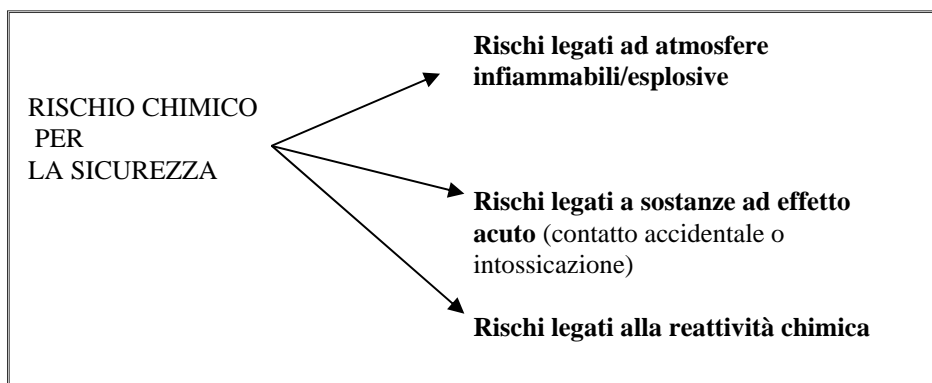 RISCHIO CHIMICO
PER
LA SICUREZZA
Rischi legati ad atmosfere
infiammabili/esplosive
Rischi legati a sostanze ad effetto
acuto (contatto accidentale o
intossicazione)
Rischi legati alla reattività chimica